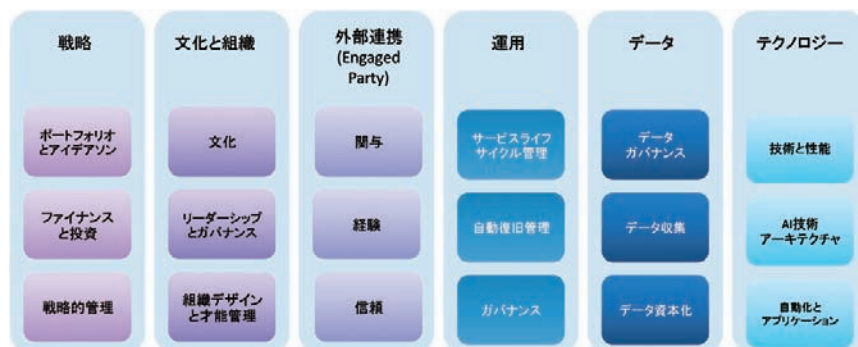 戦略
ポートフォリオ
とアイデアソン
ファイナンス
と投資
戦略的管理
文化と組織
文化
リーダーシップ
とガバナンス
組織デザイン
と才能管理
外部連携
(Engaged
Party)
関与
経験
信頼
運用
サービスライフ
サイクル管理
自動復旧管理
ガバナンス
データ
データ
ガバナンス
データ収集
データ資本化
テクノロジー
技術と性能
AI技術
アーキテクチャ
自動化と
アプリケーション